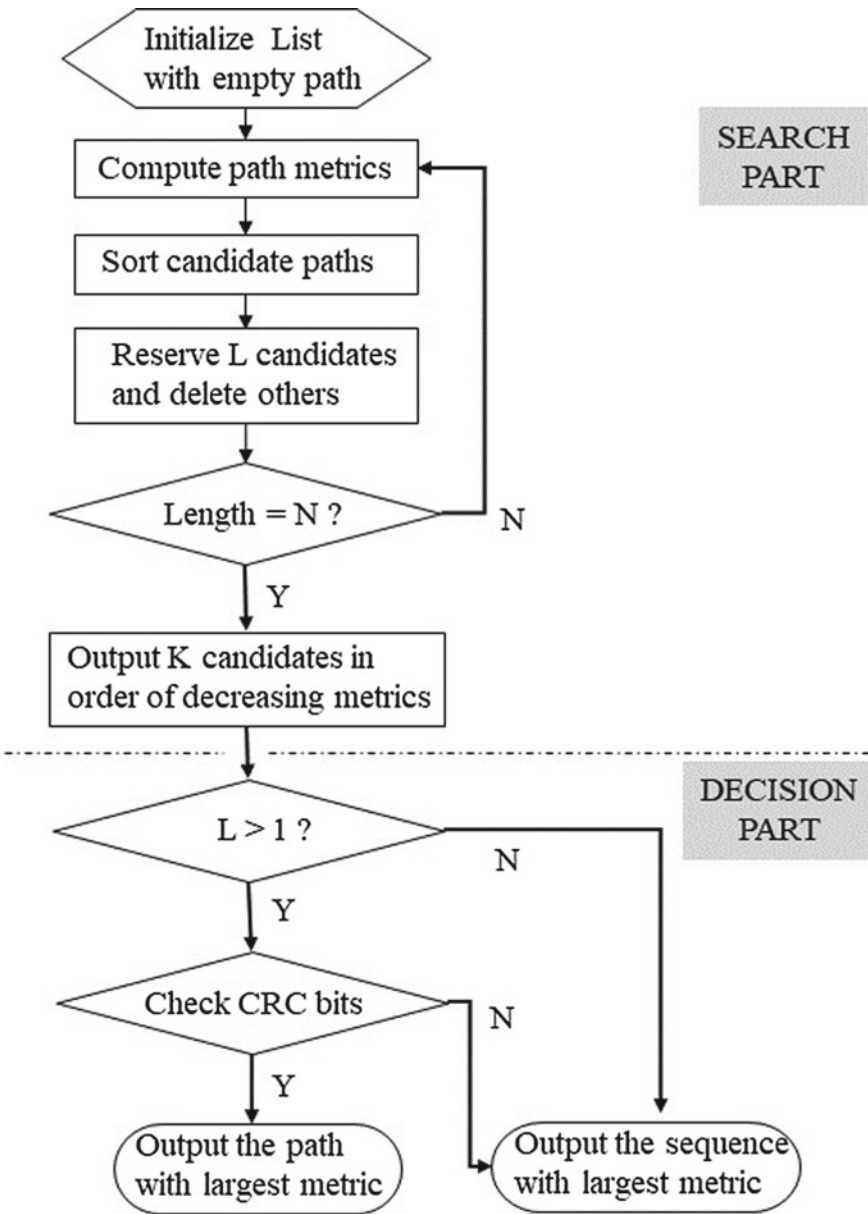 Initialize List
with empty path
SEARCH
PART
Compute path metrics
Sort candidate paths
Reserve L candidates
and delete others
Length = N ?
N
Y
Output K candidates in
order of decreasing metrics
DECISION
PART
L > 1 ?
N
Y
Check CRC bits
N
Y
Output the path
with largest metric
Output the sequence
with largest metric